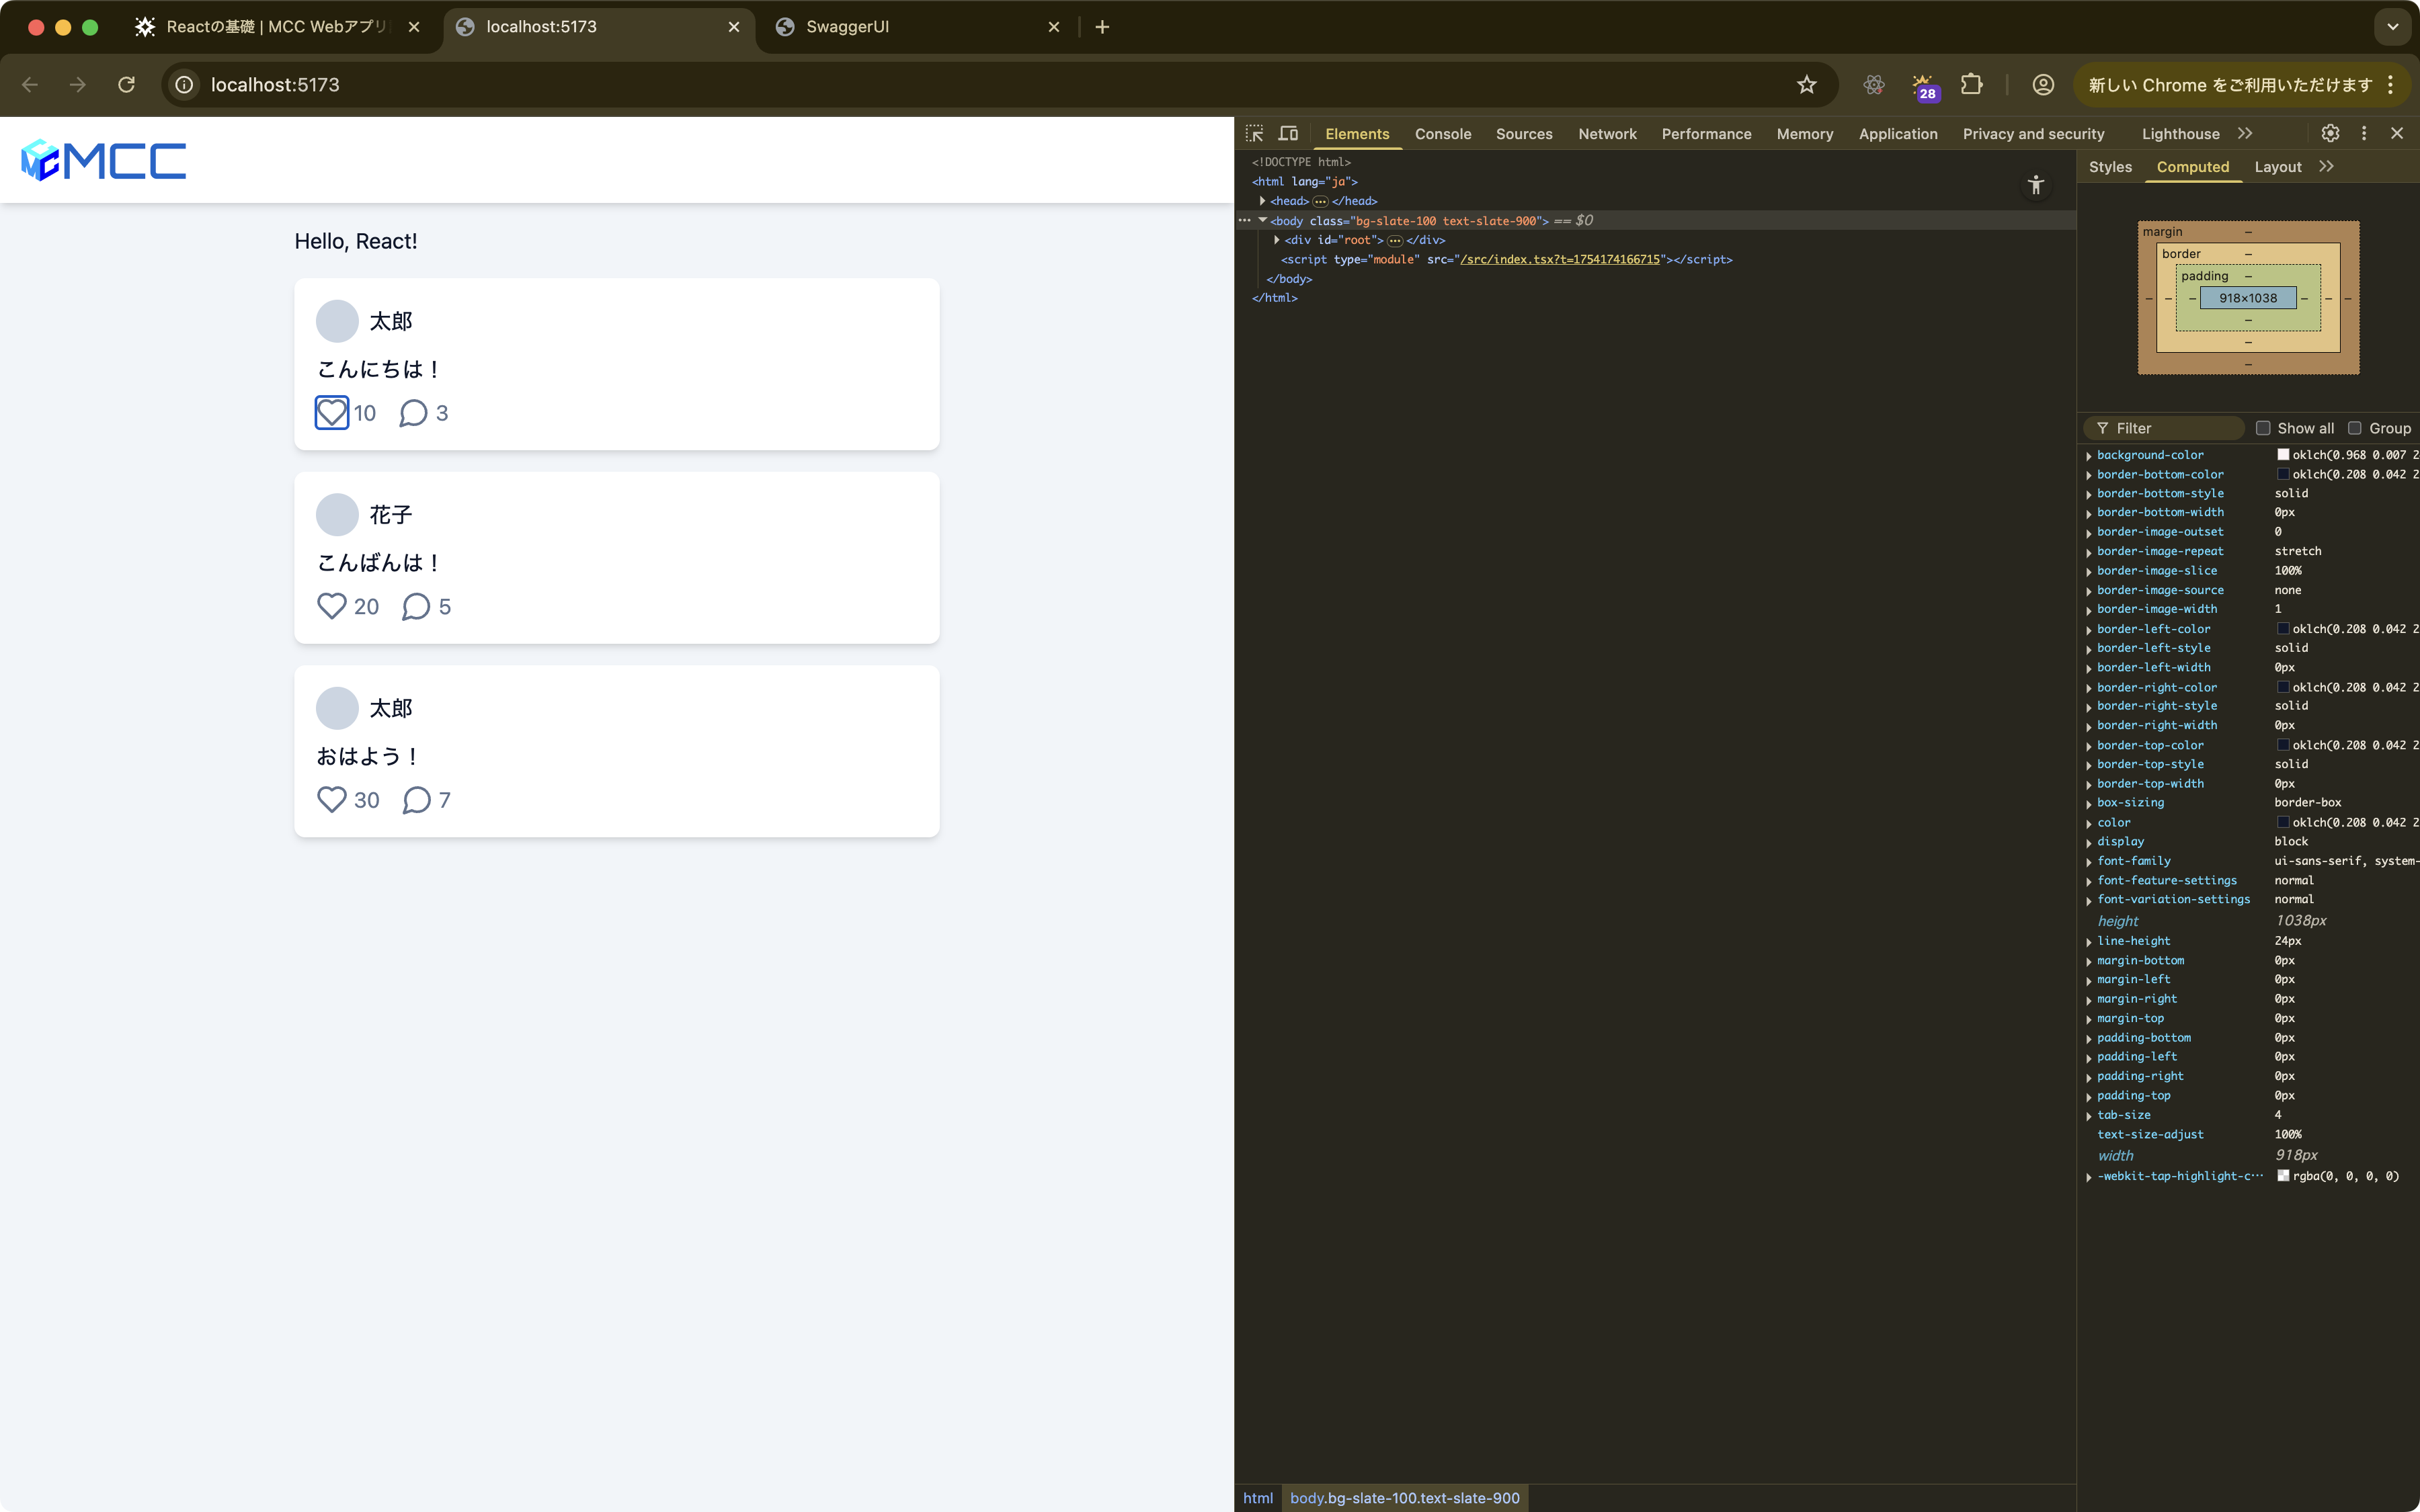 Reactの基礎 | MCC Webアプリ
localhost:5173
SwaggerUI
localhost:5173
28
新しい Chrome をご利用いただけます
MCC
Hello, React!
太郎
こんにちは！
10 3
花子
こんばんは！
20 5
太郎
おはよう！
30 7
Elements Console Sources Network Performance Memory Application Privacy and security Lighthouse
<!DOCTYPE html>
<html lang="ja">
<head>…</head>
<body class="bg-slate-100 text-slate-900"> == $0
<div id="root">…</div>
<script type="module" src="/src/index.tsx?t=1754174166715"></script>
</body>
</html>
html body.bg-slate-100.text-slate-900
Styles Computed Layout
margin –
border –
padding –
– – – 918×1038 – – –
–
–
–
Filter Show all Group
background-color oklch(0.968 0.007 2
border-bottom-color oklch(0.208 0.042 2
border-bottom-style solid
border-bottom-width 0px
border-image-outset 0
border-image-repeat stretch
border-image-slice 100%
border-image-source none
border-image-width 1
border-left-color oklch(0.208 0.042 2
border-left-style solid
border-left-width 0px
border-right-color oklch(0.208 0.042 2
border-right-style solid
border-right-width 0px
border-top-color oklch(0.208 0.042 2
border-top-style solid
border-top-width 0px
box-sizing border-box
color oklch(0.208 0.042 2
display block
font-family ui-sans-serif, system-
font-feature-settings normal
font-variation-settings normal
height 1038px
line-height 24px
margin-bottom 0px
margin-left 0px
margin-right 0px
margin-top 0px
padding-bottom 0px
padding-left 0px
padding-right 0px
padding-top 0px
tab-size 4
text-size-adjust 100%
width 918px
-webkit-tap-highlight-c… rgba(0, 0, 0, 0)